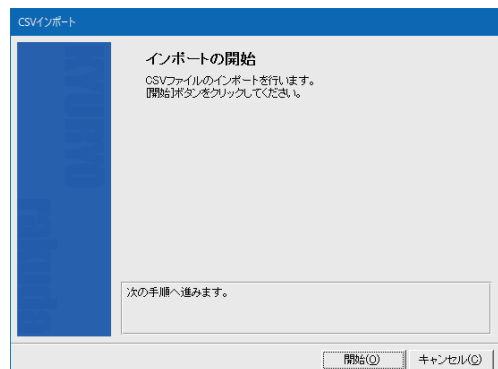 CSVインポート
インポートの開始
CSVファイルのインポートを行います。
[開始]ボタンをクリックしてください。
KYURYO
rakuda
次の手順へ進みます。
開始(O)
キャンセル(C)